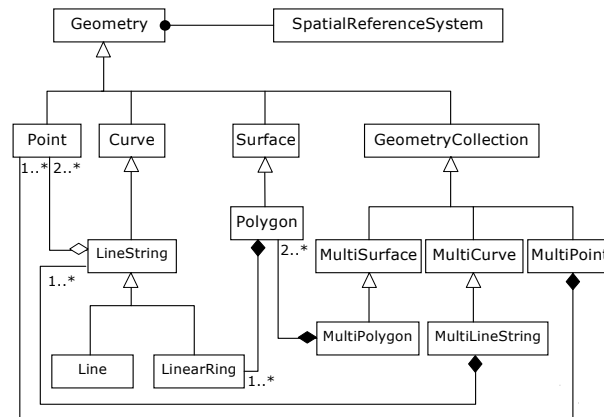 Geometry
SpatialReferenceSystem
Point
Curve
Surface
GeometryCollection
1..*
2..*
Polygon
2..*
LineString
1..*
MultiSurface
MultiCurve
MultiPoint
MultiPolygon
MultiLineString
Line
LinearRing
1..*